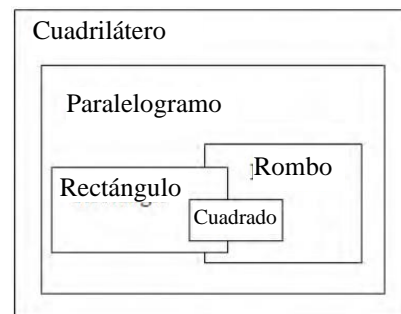 Cuadrilátero
Paralelogramo
Rombo
Rectángulo
Cuadrado